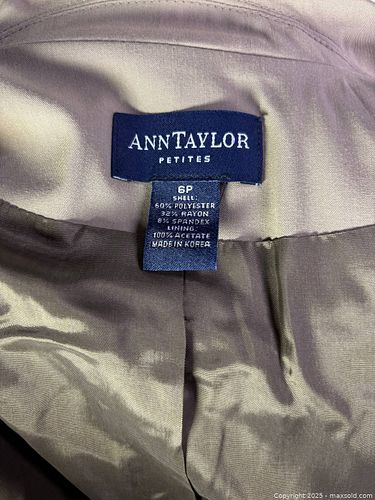 ANNTAYLOR
PETITES
6P
SHELL:
60% POLYESTER
32% RAYON
8% SPANDEX
LINING:
100% ACETATE
MADE IN KOREA
Copyright 2025 - maxsold.com